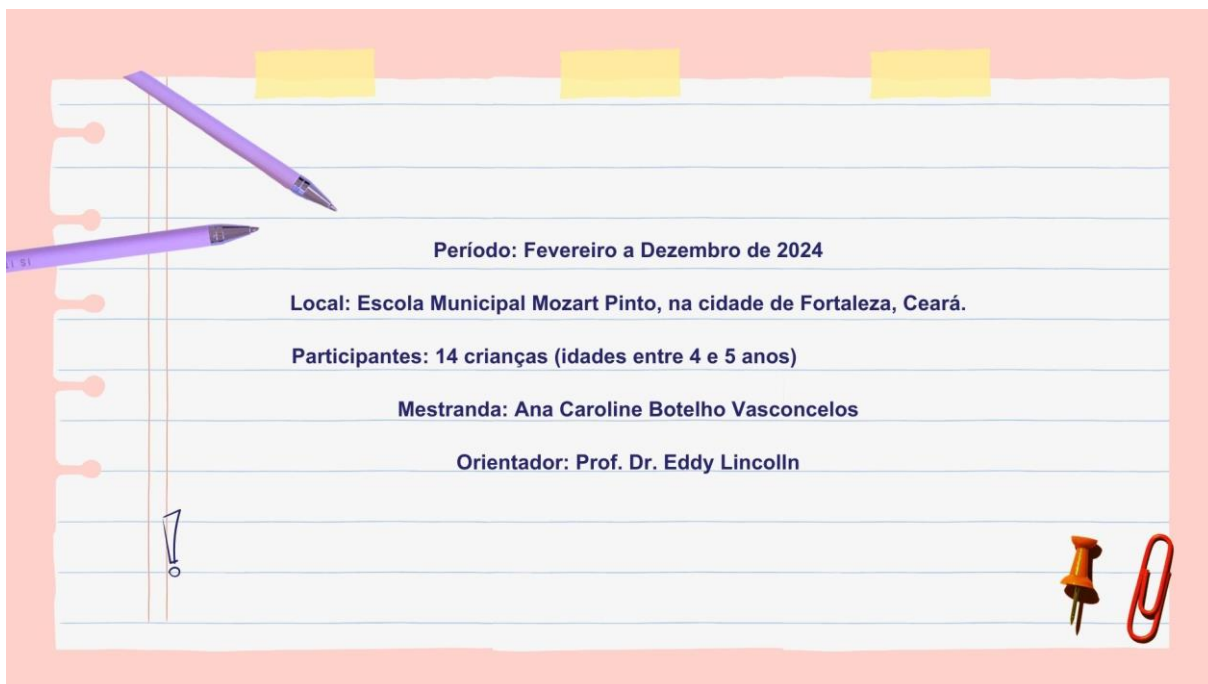 Período: Fevereiro a Dezembro de 2024
Local: Escola Municipal Mozart Pinto, na cidade de Fortaleza, Ceará.
Participantes: 14 crianças (idades entre 4 e 5 anos)
Mestranda: Ana Caroline Botelho Vasconcelos
Orientador: Prof. Dr. Eddy Lincolln
!